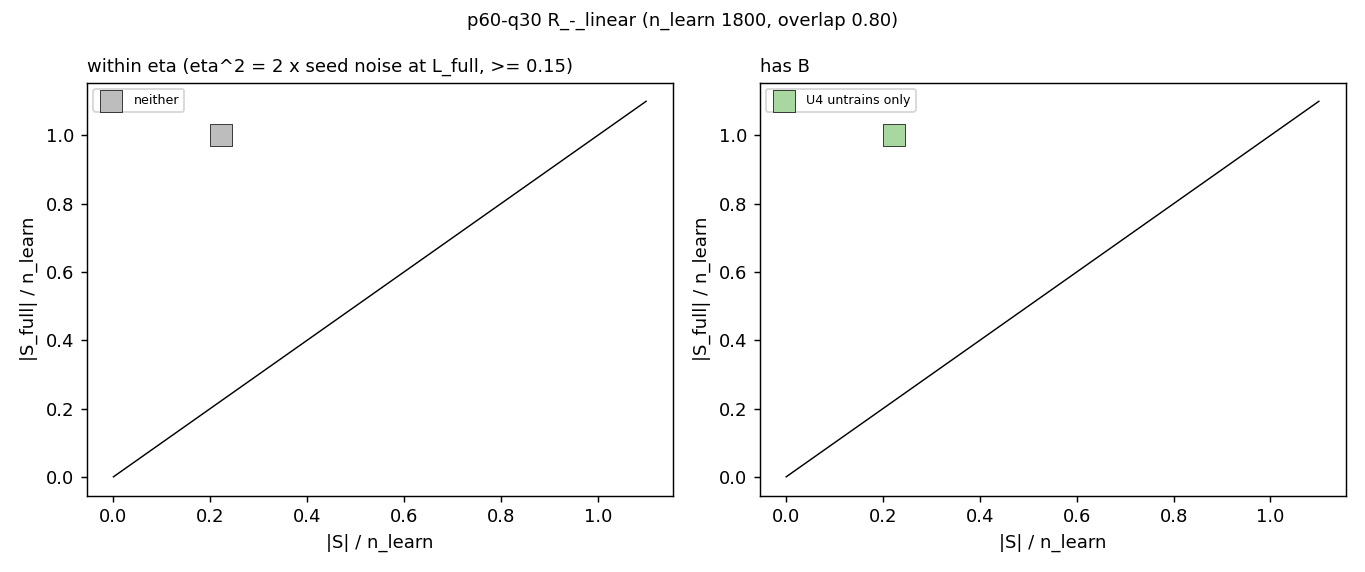 p60-q30 R_-_linear (n_learn 1800, overlap 0.80)
within eta (eta^2 = 2 x seed noise at L_full, >= 0.15)
neither
1.0
0.8
0.6
0.4
0.2
0.0
|S_full| / n_learn
0.0 0.2 0.4 0.6 0.8 1.0
|S| / n_learn
has B
U4 untrains only
1.0
0.8
0.6
0.4
0.2
0.0
|S_full| / n_learn
0.0 0.2 0.4 0.6 0.8 1.0
|S| / n_learn